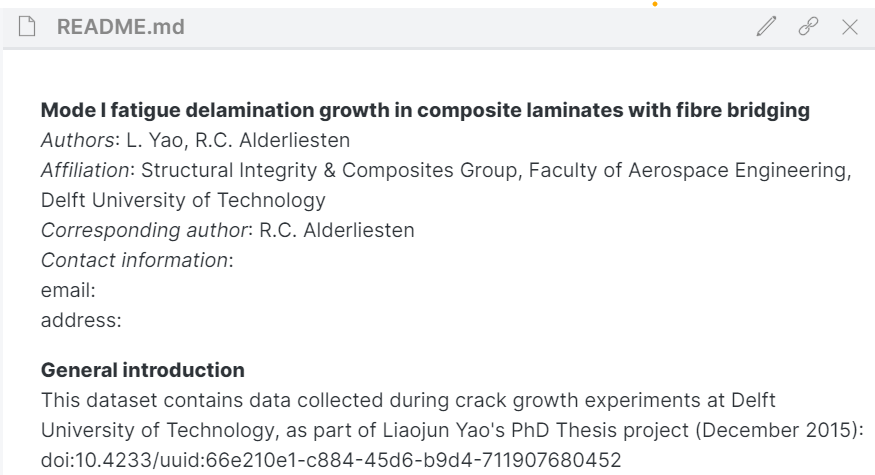 README.md
Mode I fatigue delamination growth in composite laminates with fibre bridging
Authors: L. Yao, R.C. Alderliesten
Affiliation: Structural Integrity & Composites Group, Faculty of Aerospace Engineering,
Delft University of Technology
Corresponding author: R.C. Alderliesten
Contact information:
email:
address:
General introduction
This dataset contains data collected during crack growth experiments at Delft
University of Technology, as part of Liaojun Yao's PhD Thesis project (December 2015):
doi:10.4233/uuid:66e210e1-c884-45d6-b9d4-711907680452